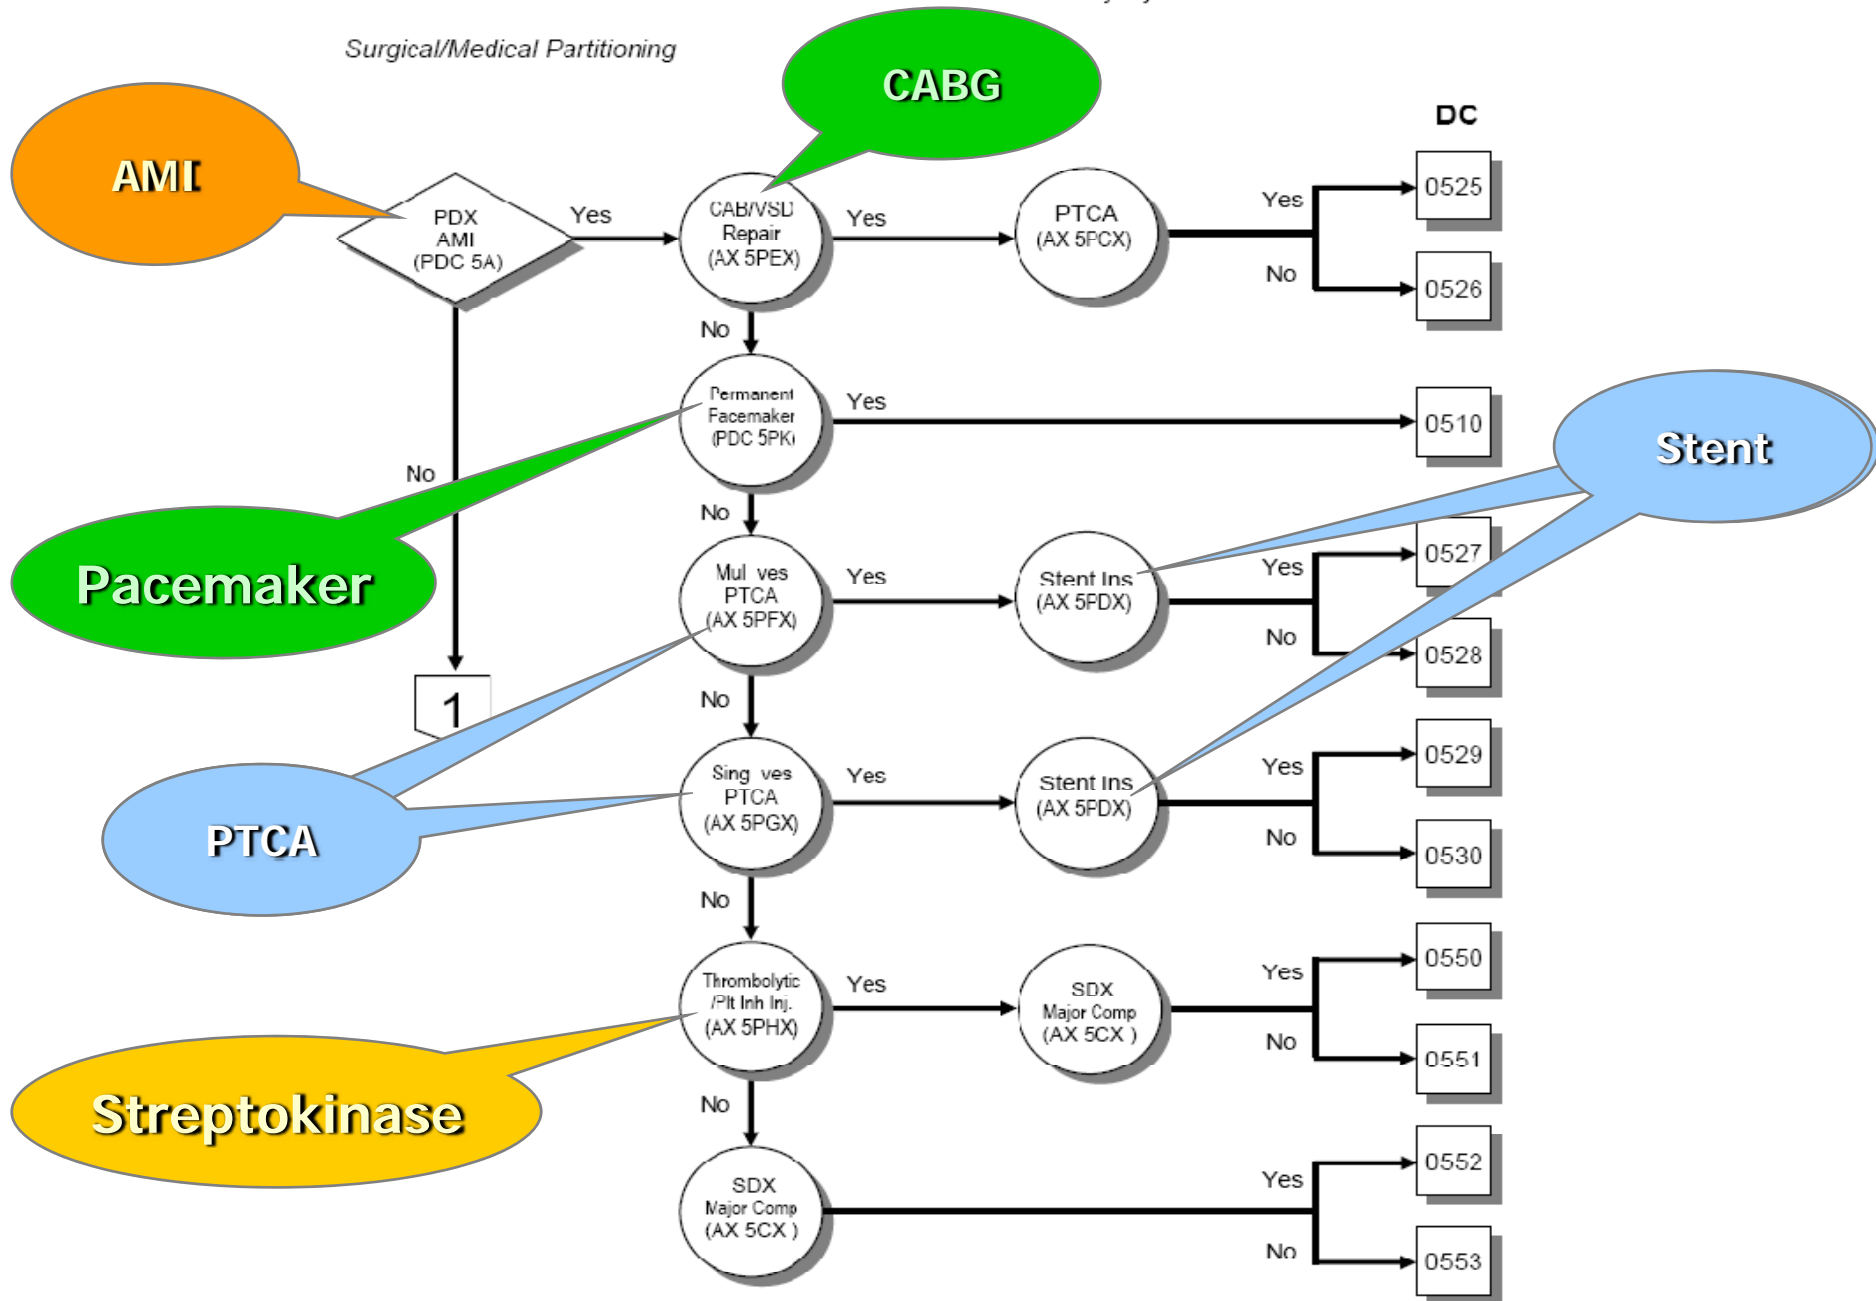 Surgical/Medical Partitioning
CABG
DC
AMI
PDX
AMI
(PDC 5A)
Yes
CAB/VSD
Repair
(AX 5PEX)
Yes
PTCA
(AX 5PCX)
Yes
0525
No
0526
No
Permanent
Facemaker
(PDC 5PK)
Yes
0510
Stent
No
No
Pacemaker
Mul ves
PTCA
(AX 5PFX)
Yes
Stent Ins
(AX 5PDX)
Yes
0527
No
0528
1
No
Sing ves
PTCA
(AX 5PGX)
Yes
Stent Ins
(AX 5PDX)
Yes
0529
No
0530
PTCA
No
Thrombolytic
/Plt Inh Inj.
(AX 5PHX)
Yes
SDX
Major Comp
(AX 5CX )
Yes
0550
No
0551
Streptokinase
No
SDX
Major Comp
(AX 5CX )
Yes
0552
No
0553